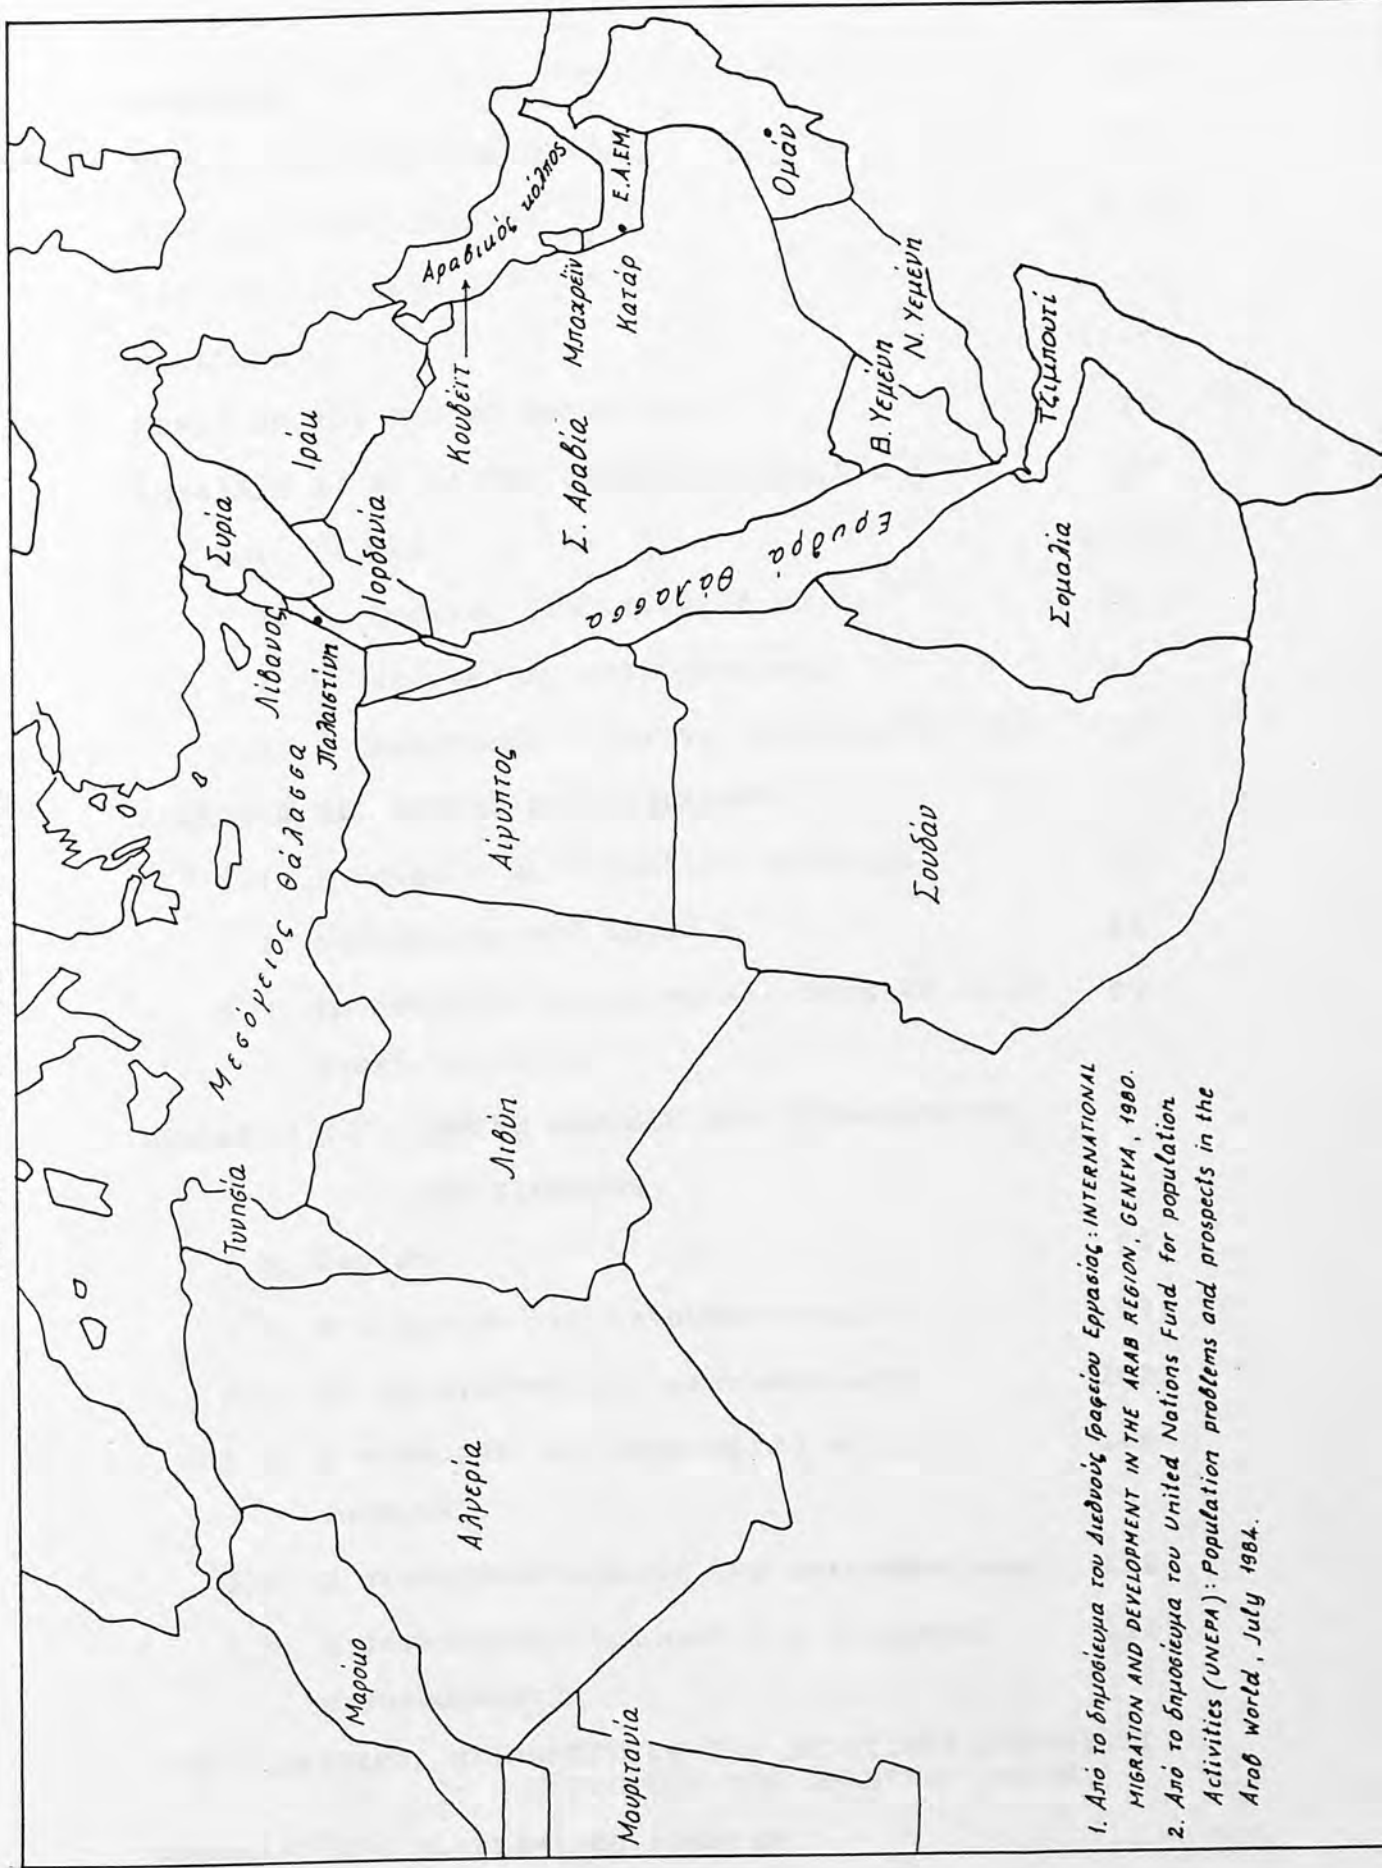 Μεσόγειος Θάλασσα
Συρία
Ιράκ
Λίβανος
Παλαιστίνη
Ιορδανία
Κουβέιτ
Αραβικός κόλπος
Μαρόκο
Αλγερία
Τυνησία
Λιβύη
Αίγυπτος
Σ. Αραβία
Μπαχρέϊν
Κατάρ
Ε.Α.ΕΜ.
Ερυθρά Θάλασσα
Μαυριτανία
Ομάν
Β. Υεμένη
Ν. Υεμένη
Σουδάν
Σομαλία
Τζιμπουτί
1. Από το δημοσίευμα του Διεθνούς Γραφείου Εργασίας: INTERNATIONAL
MIGRATION AND DEVELOPMENT IN THE ARAB REGION, GENEVA, 1980.
2. Από το δημοσίευμα του United Nations Fund for population
Activities (UNEPA): Population problems and prospects in the
Arab World, July 1984.